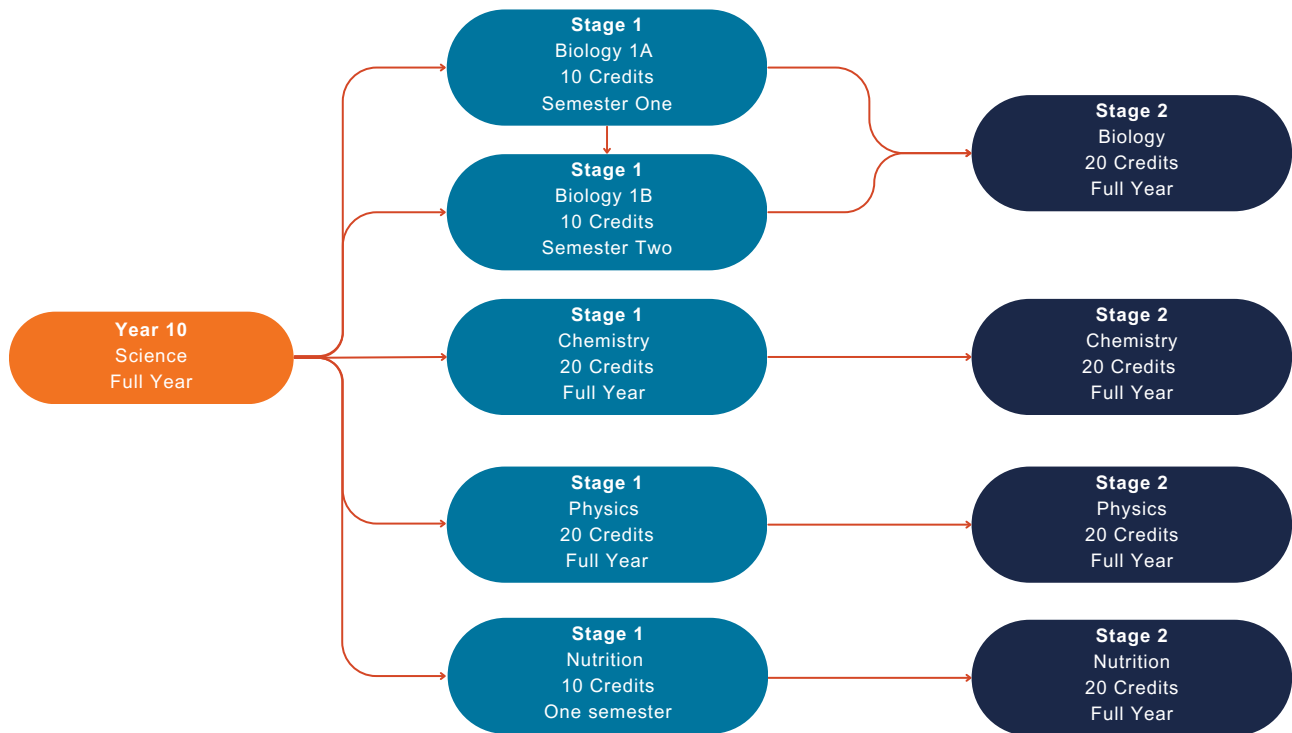 Stage 1
Biology 1A
10 Credits
Semester One
Stage 2
Biology
20 Credits
Full Year
Stage 1
Biology 1B
10 Credits
Semester Two
Year 10
Science
Full Year
Stage 1
Chemistry
20 Credits
Full Year
Stage 2
Chemistry
20 Credits
Full Year
Stage 1
Physics
20 Credits
Full Year
Stage 2
Physics
20 Credits
Full Year
Stage 1
Nutrition
10 Credits
One semester
Stage 2
Nutrition
20 Credits
Full Year